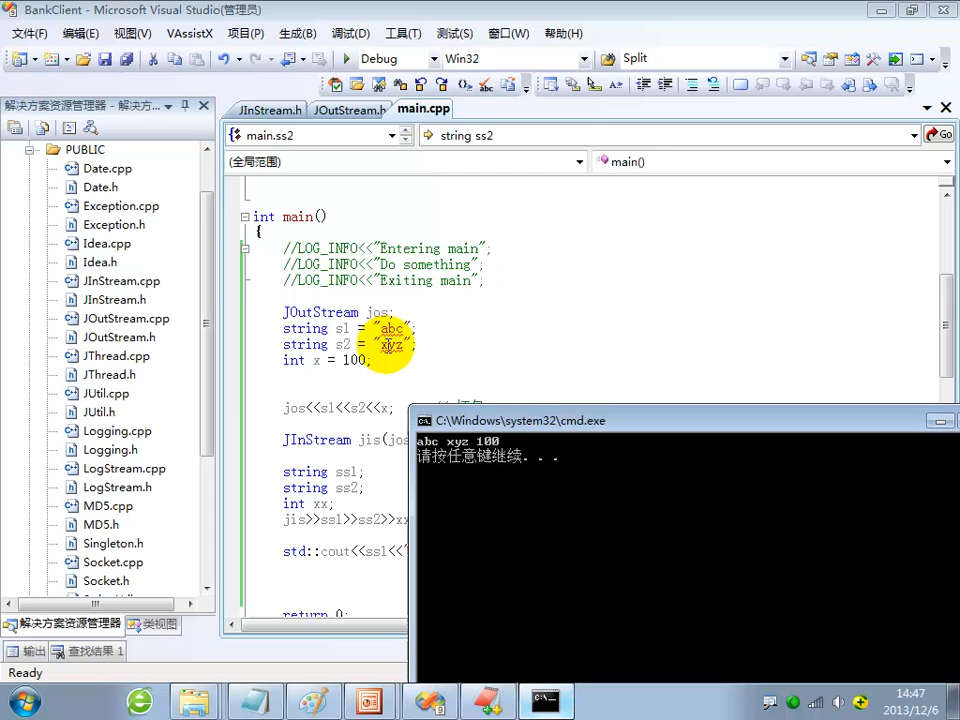 BankClient - Microsoft Visual Studio(管理员)
文件(F) 编辑(E) 视图(V) VAssistX 项目(P) 生成(B) 调试(D) 工具(T) 测试(S) 窗口(W) 帮助(H)
Debug Win32 Split
解决方案资源管理器 - 解决方...
JInStream.h JOutStream.h main.cpp
main.ss2 string ss2 Go
(全局范围) main()
PUBLIC
Date.cpp
Date.h
Exception.cpp
Exception.h
Idea.cpp
Idea.h
JInStream.cpp
JInStream.h
JOutStream.cpp
JOutStream.h
JThread.cpp
JThread.h
JUtil.cpp
JUtil.h
Logging.cpp
Logging.h
LogStream.cpp
LogStream.h
MD5.cpp
MD5.h
Singleton.h
Socket.cpp
Socket.h
解决方案资源管理器 类视图
输出 查找结果 1
Ready
int main()
{
//LOG_INFO<<"Entering main";
//LOG_INFO<<"Do something";
//LOG_INFO<<"Exiting main";
JOutStream jos;
string s1 = "abc";
string s2 = "xyz";
int x = 100;
jos<<s1<<s2<<x;
JInStream jis(jos
string ss1;
string ss2;
int xx;
jis>>ss1>>ss2>>xx
std::cout<<ss1<<"
return 0;
C:\Windows\system32\cmd.exe
abc xyz 100
请按任意键继续. . .
14:47
2013/12/6